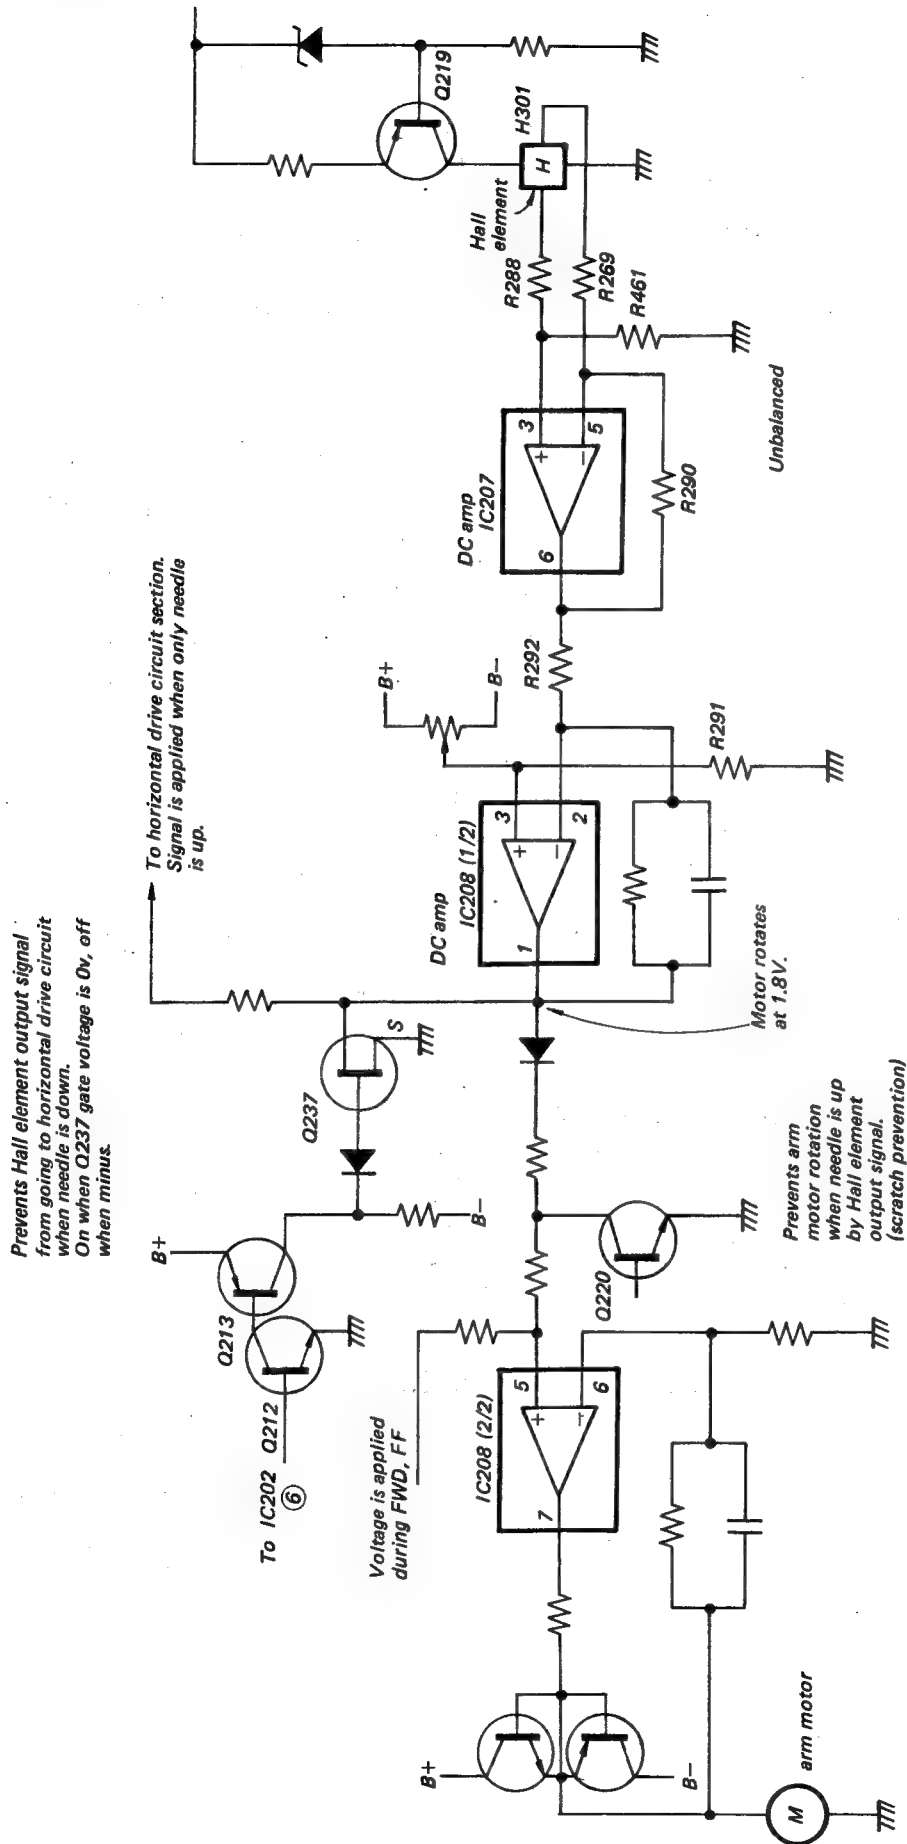 Prevents Hall element output signal
from going to horizontal drive circuit
when needle is down.
On when Q237 gate voltage is 0v, off
when minus.
To horizontal drive circuit section.
Signal is applied when only needle
is up.
B+
Q213
Q212
To IC202
6
Q237
S
B−
Voltage is applied
during FWD, FF
B+
B−
M
arm motor
7
IC208 (2/2)
5
+
6
−
Q220
Prevents arm
motor rotation
when needle is up
by Hall element
output signal.
(scratch prevention)
Motor rotates
at 1.8V.
DC amp
IC208 (1/2)
1
3
+
2
−
B+
B−
R291
R292
DC amp
IC207
6
3
+
5
−
R290
Unbalanced
R288
R269
R461
Hall
element
H
H301
Q219